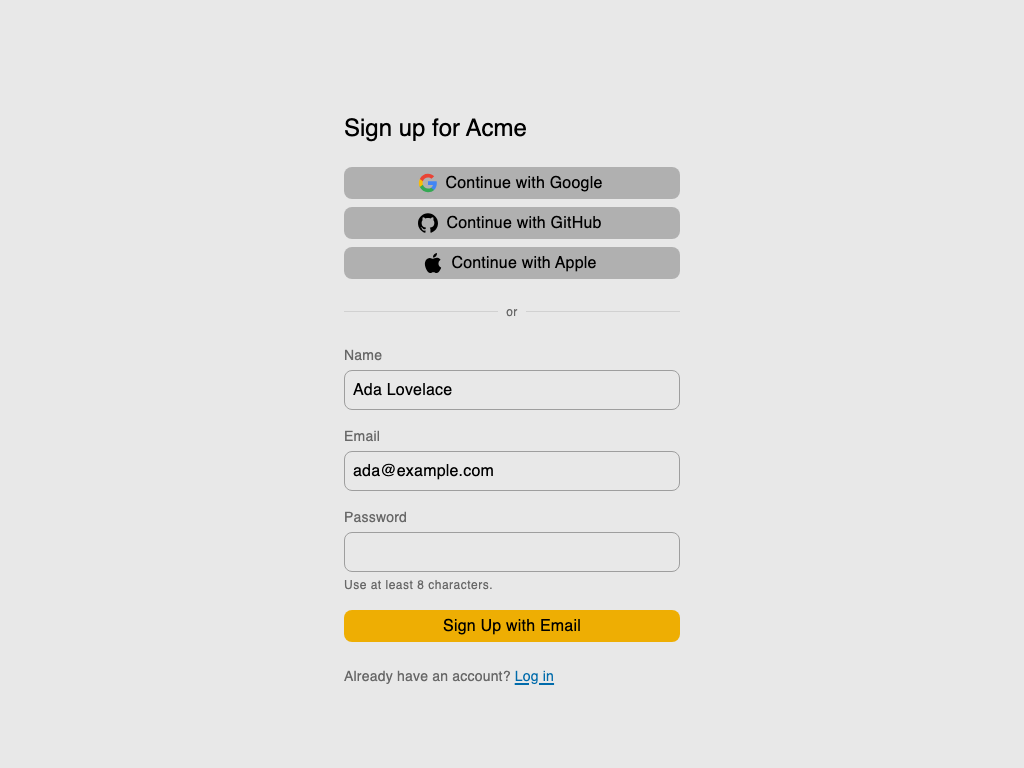 Sign up for Acme
Continue with Google
Continue with GitHub
Continue with Apple
or
Name
Ada Lovelace
Email
ada@example.com
Password
Use at least 8 characters.
Sign Up with Email
Already have an account? Log in